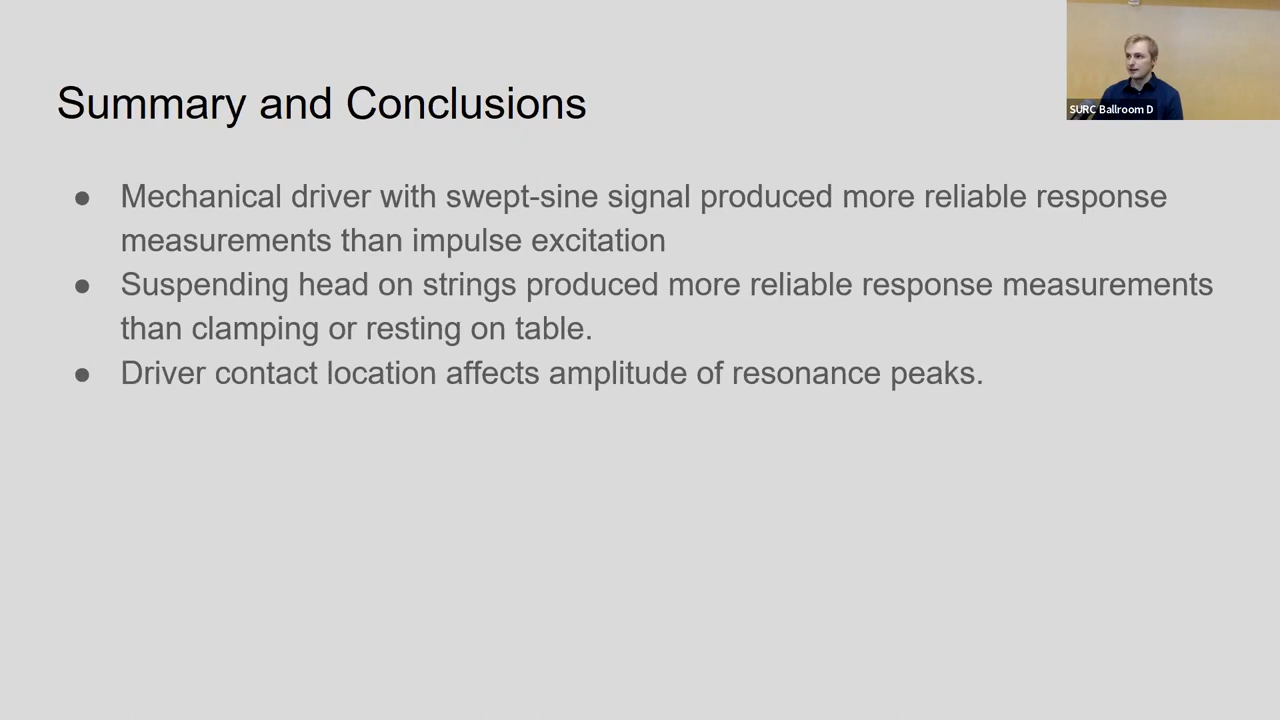 Summary and Conclusions
SURC Ballroom D
● Mechanical driver with swept-sine signal produced more reliable response
measurements than impulse excitation
● Suspending head on strings produced more reliable response measurements
than clamping or resting on table.
● Driver contact location affects amplitude of resonance peaks.